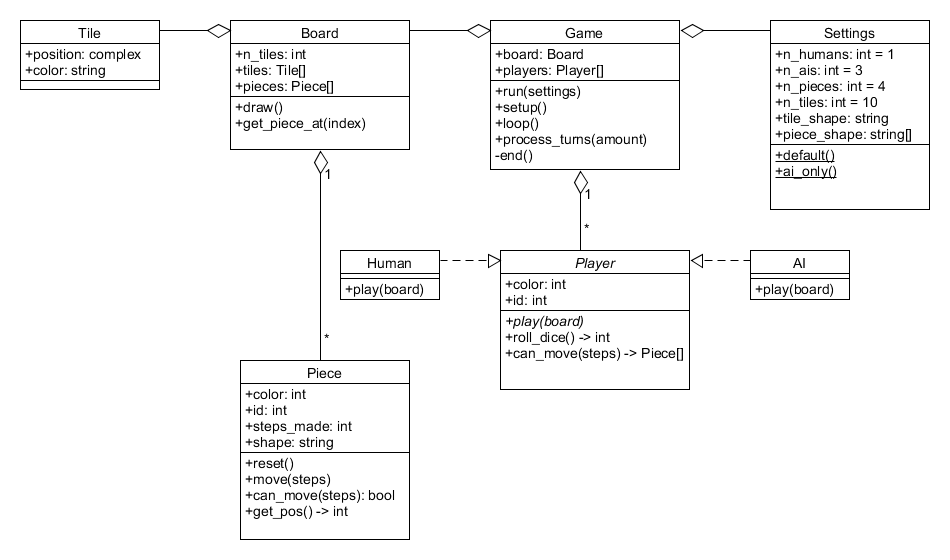 Tile
+position: complex
+color: string
Board
+n_tiles: int
+tiles: Tile[]
+pieces: Piece[]
+draw()
+get_piece_at(index)
1
*
Game
+board: Board
+players: Player[]
+run(settings)
+setup()
+loop()
+process_turns(amount)
-end()
1
*
Settings
+n_humans: int = 1
+n_ais: int = 3
+n_pieces: int = 4
+n_tiles: int = 10
+tile_shape: string
+piece_shape: string[]
+default()
+ai_only()
Human
+play(board)
Player
+color: int
+id: int
+play(board)
+roll_dice() -> int
+can_move(steps) -> Piece[]
AI
+play(board)
Piece
+color: int
+id: int
+steps_made: int
+shape: string
+reset()
+move(steps)
+can_move(steps): bool
+get_pos() -> int